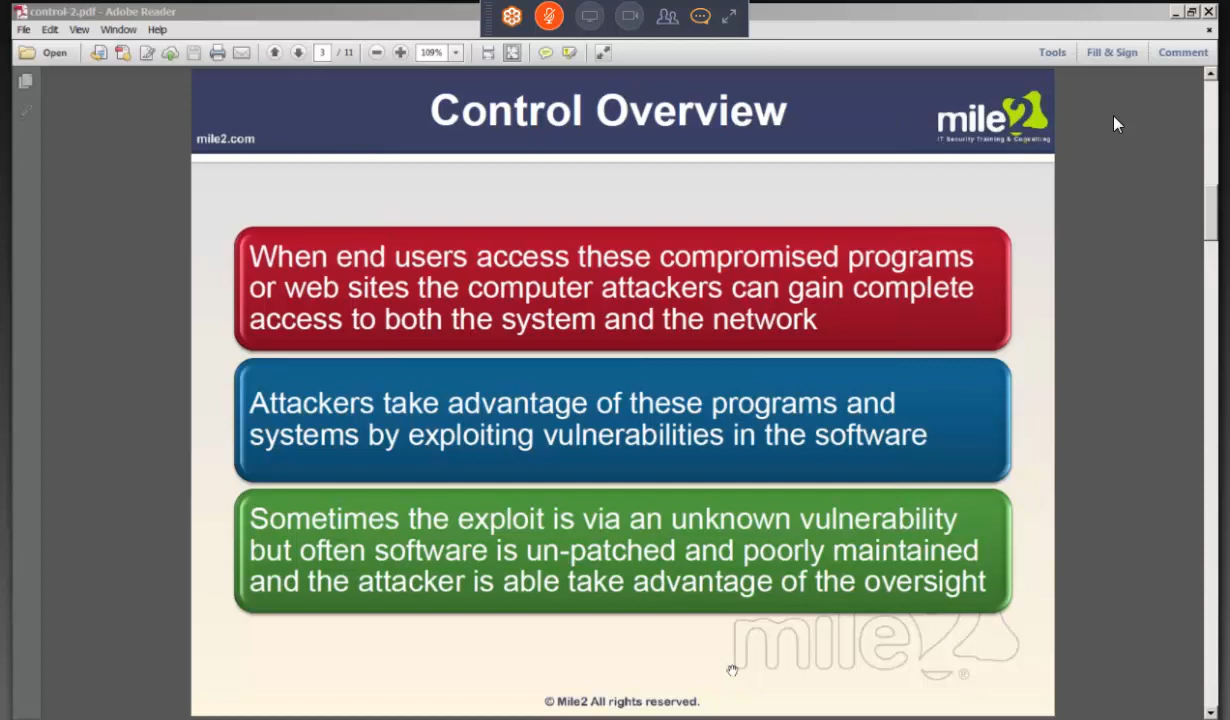 control-2.pdf - Adobe Reader
File Edit View Window Help
Open 3 / 11 109% Tools Fill & Sign Comment
Control Overview
mile2
IT Security Training & Consulting
mile2.com
When end users access these compromised programs
or web sites the computer attackers can gain complete
access to both the system and the network
Attackers take advantage of these programs and
systems by exploiting vulnerabilities in the software
Sometimes the exploit is via an unknown vulnerability
but often software is un-patched and poorly maintained
and the attacker is able take advantage of the oversight
mile2 ®
© Mile2 All rights reserved.